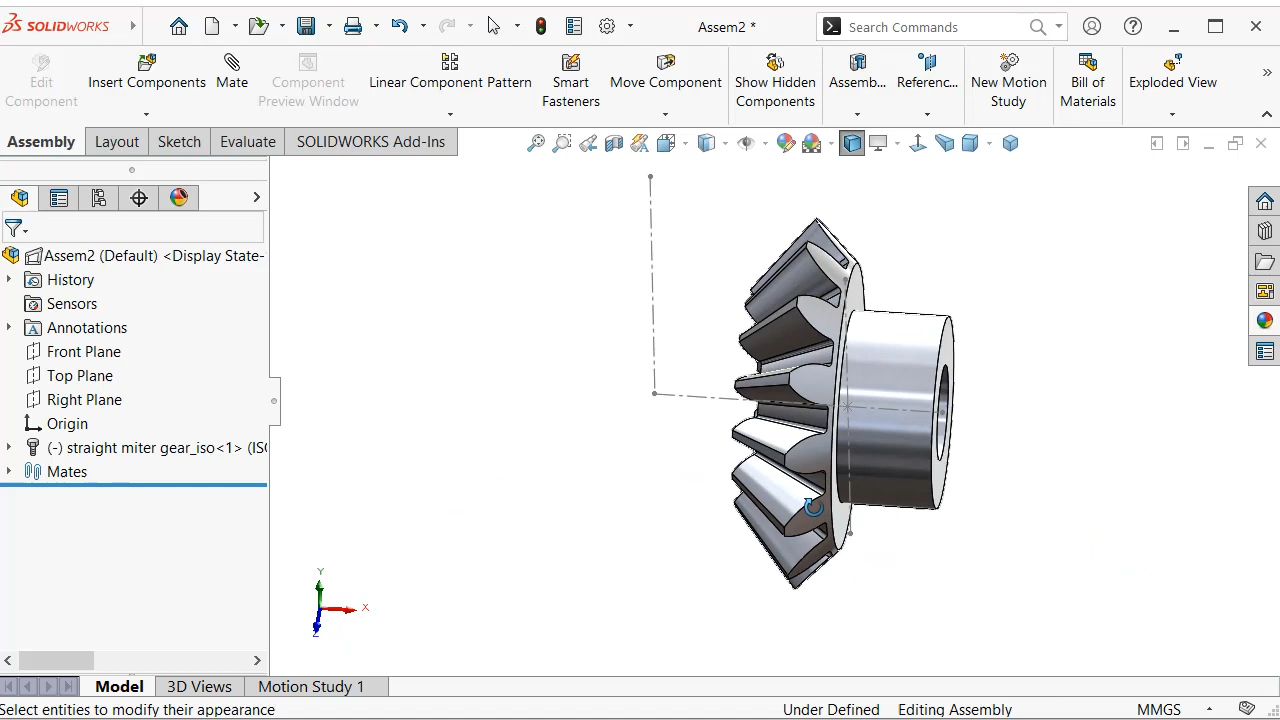 SOLIDWORKS
Assem2 *
Search Commands
Edit Component
Insert Components
Mate
Component Preview Window
Linear Component Pattern
Smart Fasteners
Move Component
Show Hidden Components
Assemb...
Referenc...
New Motion Study
Bill of Materials
Exploded View
Assembly
Layout
Sketch
Evaluate
SOLIDWORKS Add-Ins
Assem2 (Default) <Display State-
History
Sensors
Annotations
Front Plane
Top Plane
Right Plane
Origin
(-) straight miter gear_iso<1> (ISO
Mates
Y
X
Z
Model
3D Views
Motion Study 1
Select entities to modify their appearance
Under Defined
Editing Assembly
MMGS